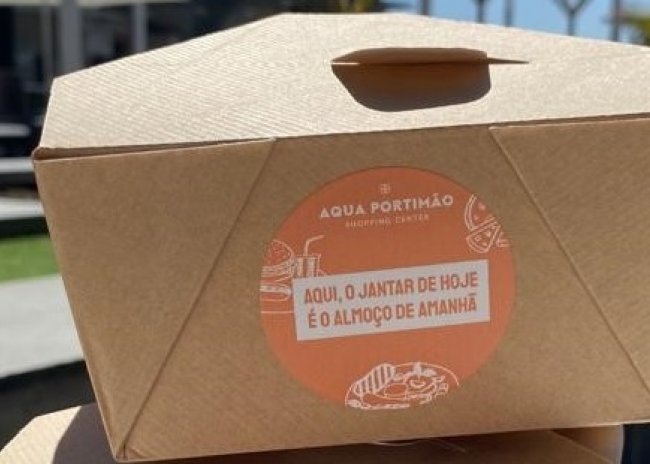 AQUA PORTIMÃO
SHOPPING CENTER
AQUI, O JANTAR DE HOJE
É O ALMOÇO DE AMANHÃ